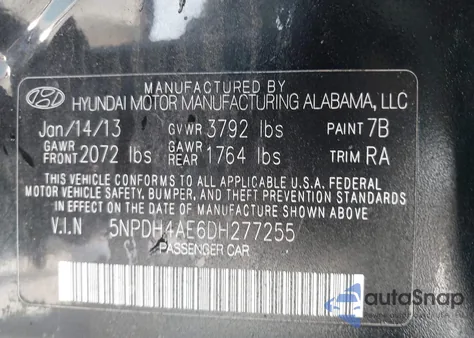 MANUFACTURED BY
HYUNDAI MOTOR MANUFACTURING ALABAMA, LLC
Jan/14/13 GVWR 3792 lbs PAINT 7B
GAWR FRONT 2072 lbs GAWR REAR 1764 lbs TRIM RA
THIS VEHICLE CONFORMS TO ALL APPLICABLE U.S.A. FEDERAL
MOTOR VEHICLE SAFETY, BUMPER, AND THEFT PREVENTION STANDARDS
IN EFFECT ON THE DATE OF MANUFACTURE SHOWN ABOVE.
V.I.N 5NPDH4AE6DH277255
PASSENGER CAR
autoSnap